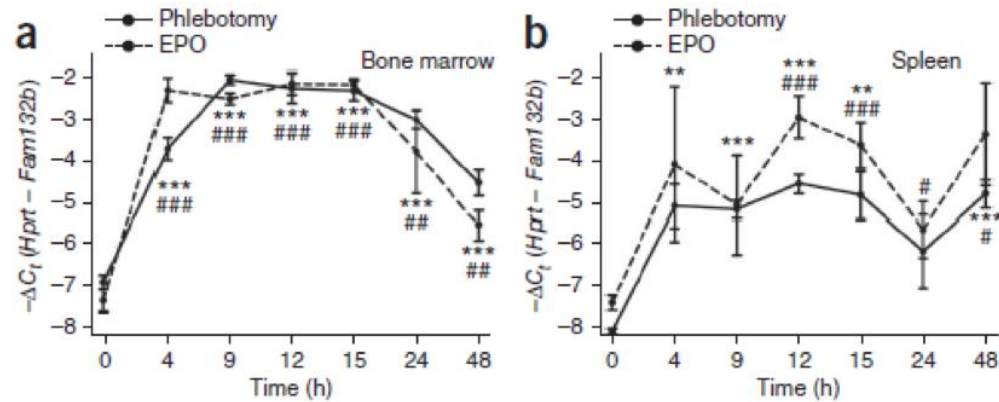 a
Phlebotomy
EPO
Bone marrow
−ΔCt (Hprt − Fam132b)
−2
−3
−4
−5
−6
−7
−8
***
###
***
###
***
###
***
###
***
##
***
##
0 4 9 12 15 24 48
Time (h)
b
Phlebotomy
EPO
Spleen
−ΔCt (Hprt − Fam132b)
−2
−3
−4
−5
−6
−7
−8
**
***
***
###
**
###
#
***
#
0 4 9 12 15 24 48
Time (h)